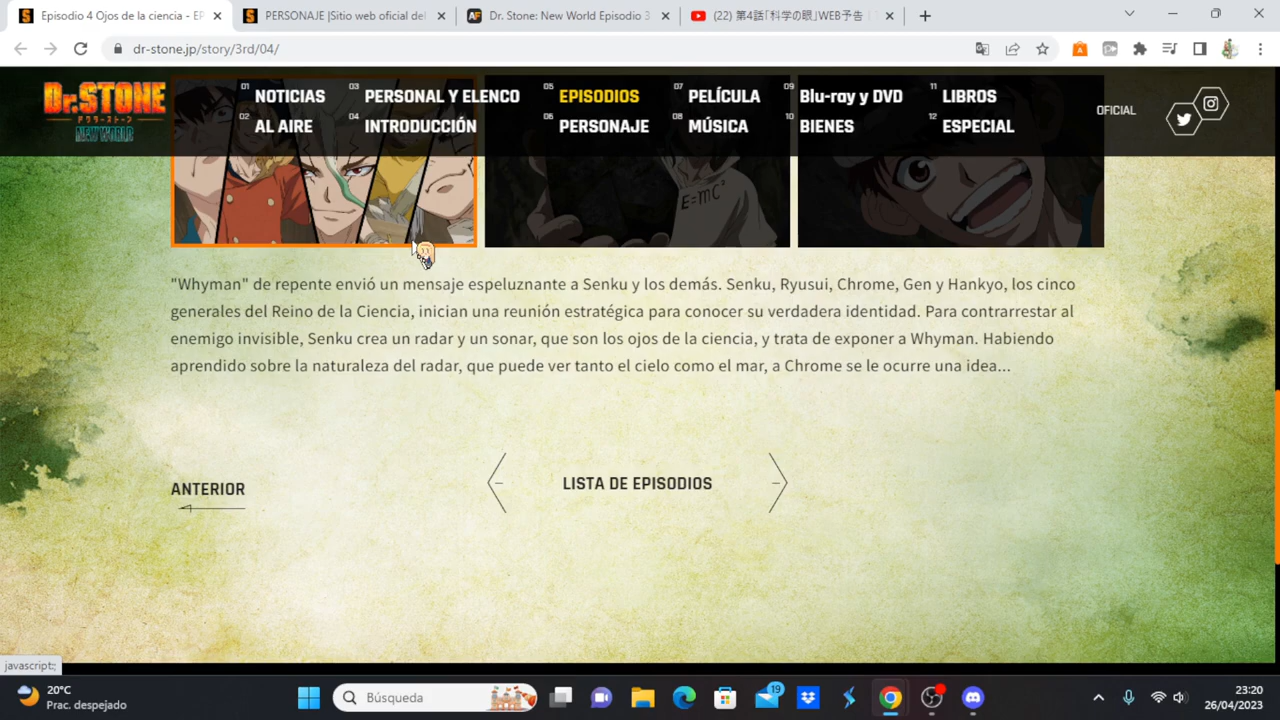 Episodio 4 Ojos de la ciencia - EP
PERSONAJE |Sitio web oficial del
Dr. Stone: New World Episodio 3
(22) 第4話「科学の眼」WEB予告 |
dr-stone.jp/story/3rd/04/
Dr.STONE
ドクターストーン
NEW WORLD
01 NOTICIAS
03 PERSONAL Y ELENCO
05 EPISODIOS
07 PELÍCULA
09 Blu-ray y DVD
11 LIBROS
02 AL AIRE
04 INTRODUCCIÓN
06 PERSONAJE
08 MÚSICA
10 BIENES
12 ESPECIAL
OFICIAL
E=mc²
"Whyman" de repente envió un mensaje espeluznante a Senku y los demás. Senku, Ryusui, Chrome, Gen y Hankyo, los cinco
generales del Reino de la Ciencia, inician una reunión estratégica para conocer su verdadera identidad. Para contrarrestar al
enemigo invisible, Senku crea un radar y un sonar, que son los ojos de la ciencia, y trata de exponer a Whyman. Habiendo
aprendido sobre la naturaleza del radar, que puede ver tanto el cielo como el mar, a Chrome se le ocurre una idea...
ANTERIOR
LISTA DE EPISODIOS
javascript:;
20°C
Prac. despejado
Búsqueda
19
23:20
26/04/2023